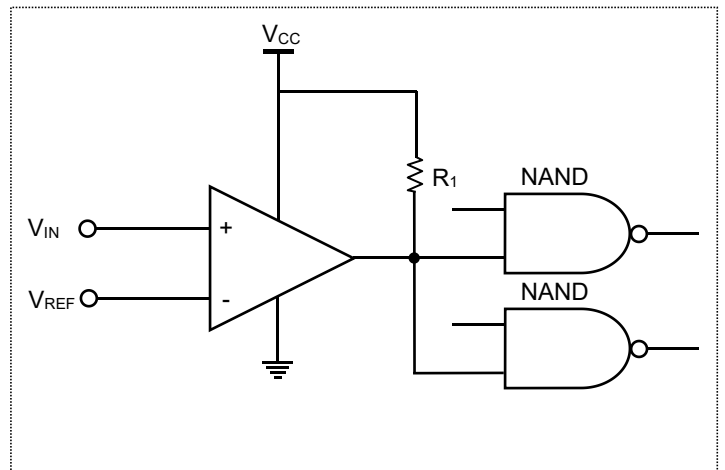 VCC
R1
NAND
VIN
+
VREF
-
NAND